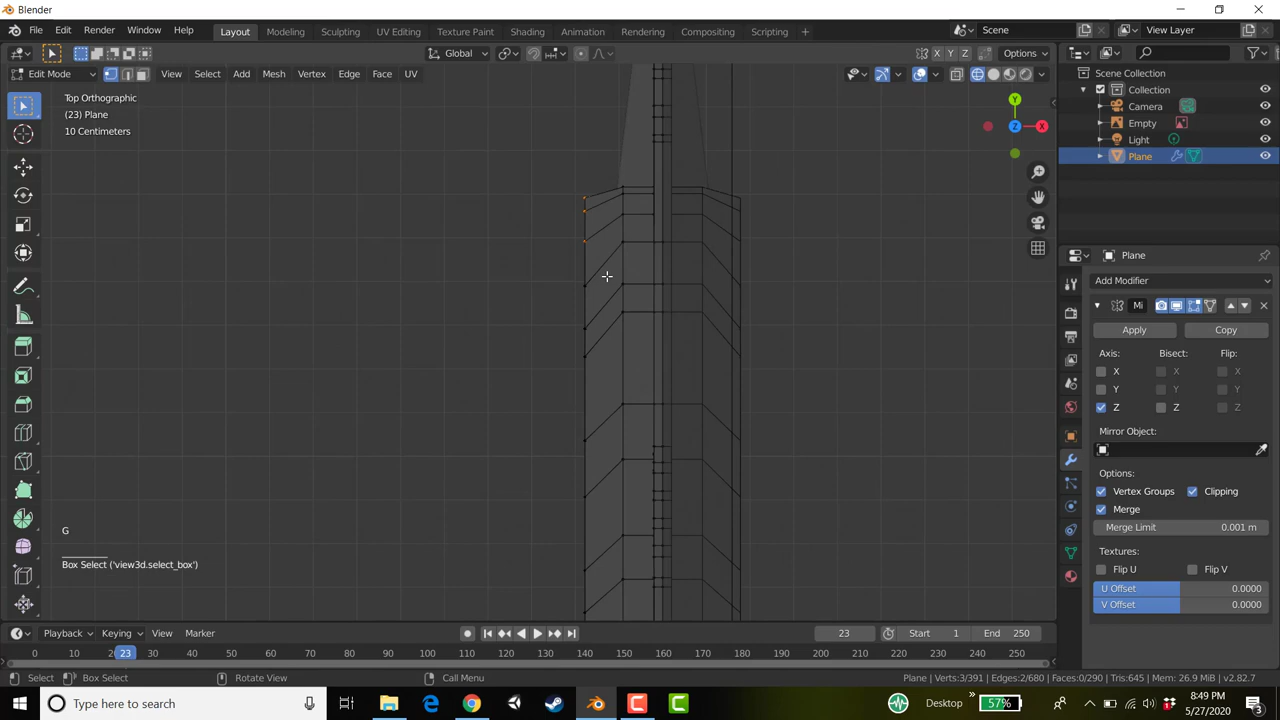 Blender
File Edit Render Window Help Layout Modeling Sculpting UV Editing Texture Paint Shading Animation Rendering Compositing Scripting + Scene View Layer
Global X Y Z Options
Edit Mode View Select Add Mesh Vertex Edge Face UV
Top Orthographic
(23) Plane
10 Centimeters
Y
Z
X
Scene Collection
Collection
Camera
Empty
Light
Plane
Plane
Add Modifier
Mi
Apply Copy
Axis: Bisect: Flip:
X X X
Y Y Y
Z Z Z
Mirror Object:
Options:
Vertex Groups Clipping
Merge
Merge Limit 0.001 m
Textures:
Flip U Flip V
U Offset 0.0000
V Offset 0.0000
G
Box Select ('view3d.select_box')
Playback Keying View Marker 23 Start 1 End 250
0 10 23 30 40 50 60 70 80 90 100 110 120 130 140 150 160 170 180 190 200 210 220 230 240 250
Select Box Select Rotate View Call Menu Plane | Verts:3/391 | Edges:2/680 | Faces:0/290 | Tris:645 | Mem: 26.9 MiB | v2.82.7
Type here to search Desktop 57% 8:49 PM
5/27/2020